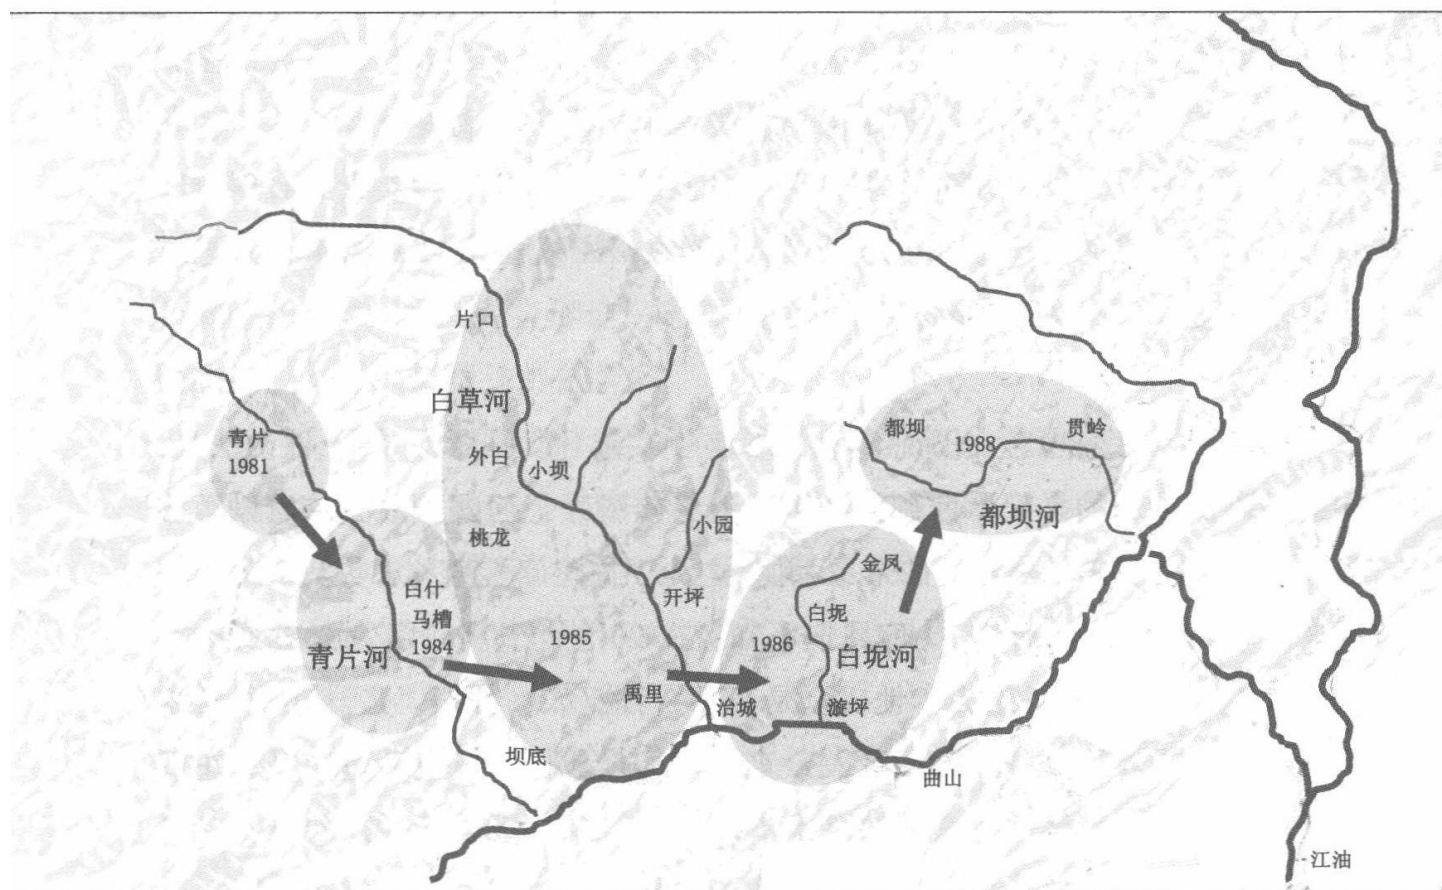 片口
白草河
青片
1981
外白
小坝
都坝
1988
贯岭
桃龙
小园
都坝河
白什
马槽
1984
青片河
1985
开坪
金凤
白坭
1986
白坭河
禹里
治城
漩坪
坝底
曲山
江油